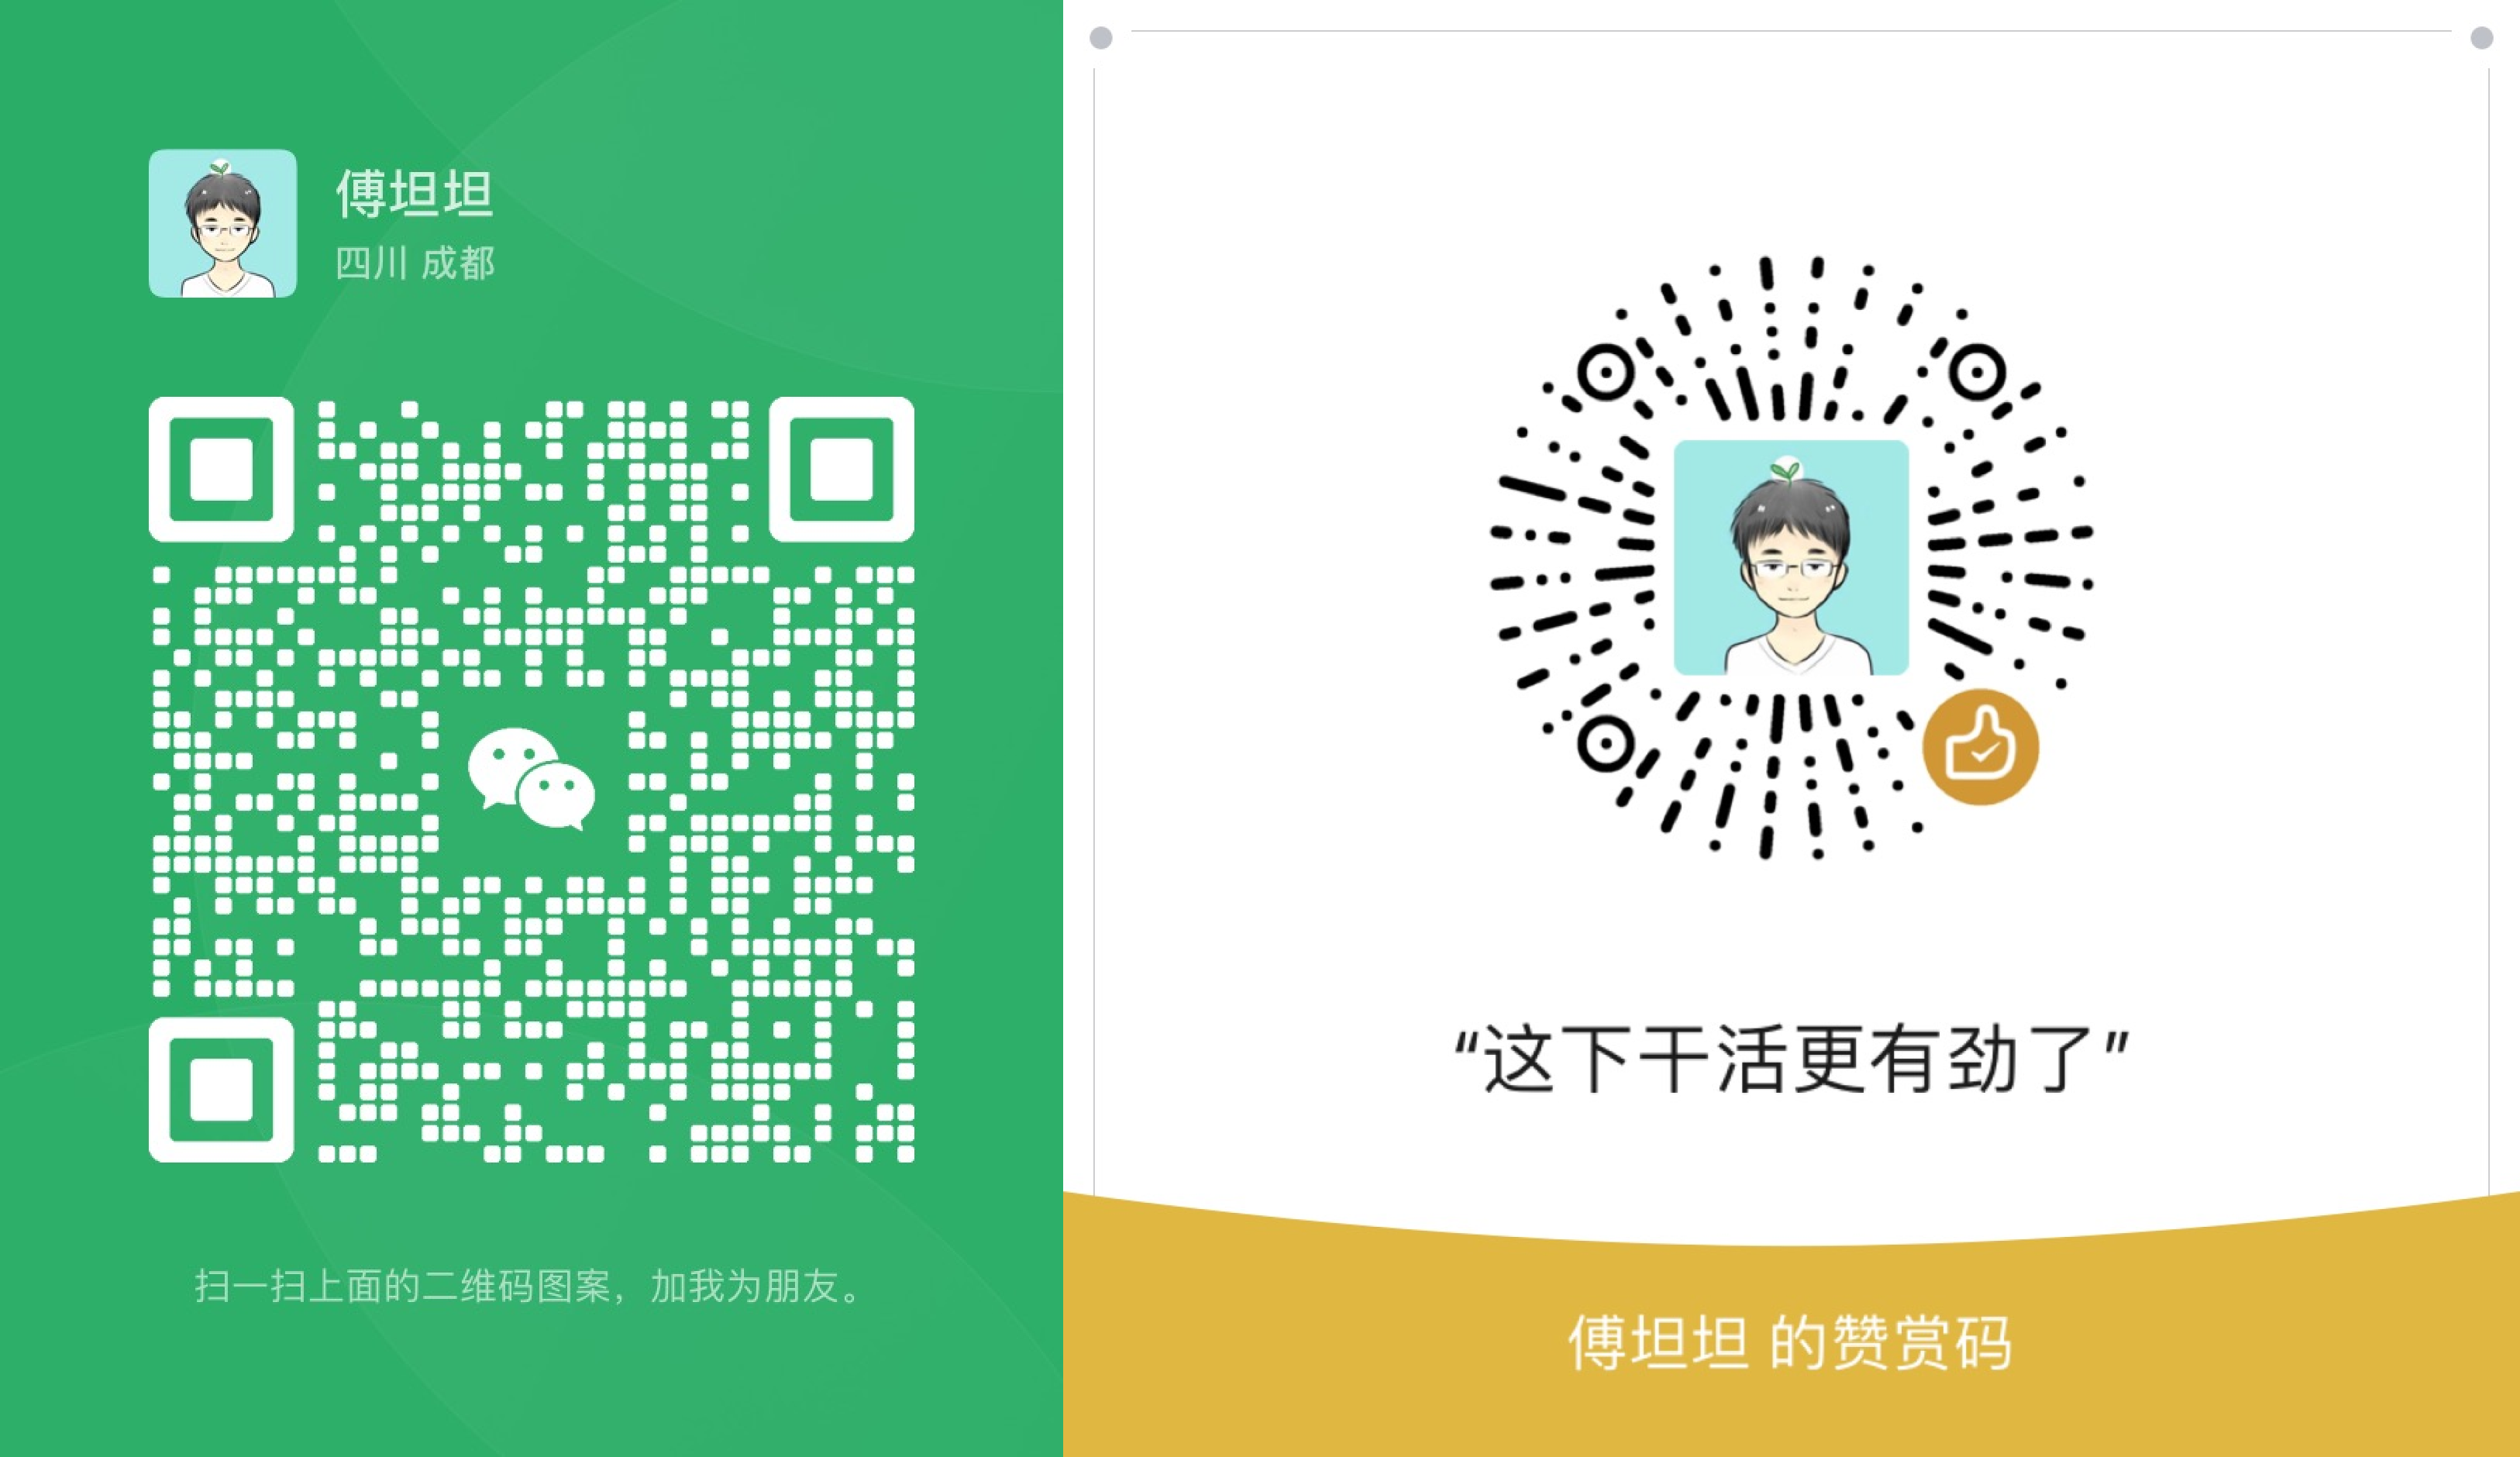 傅坦坦
四川 成都
扫一扫上面的二维码图案，加我为朋友。
“这下干活更有劲了”
傅坦坦 的赞赏码